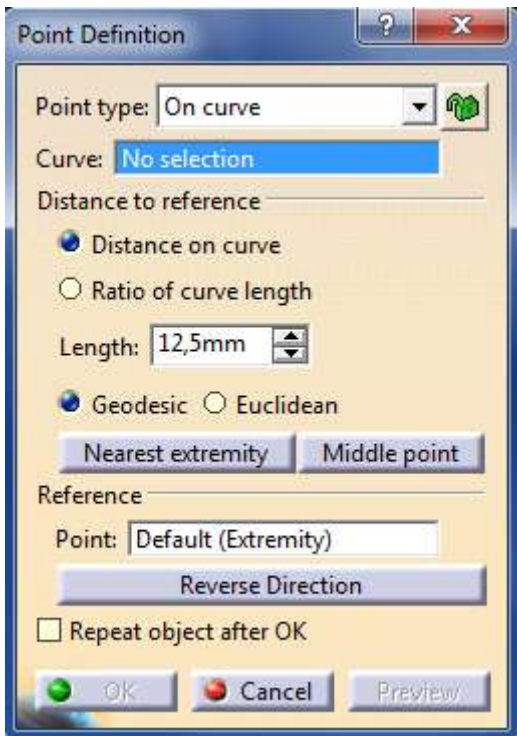 Point Definition
?
X
Point type: On curve
Curve: No selection
Distance to reference
Distance on curve
Ratio of curve length
Length: 12,5mm
Geodesic Euclidean
Nearest extremity Middle point
Reference
Point: Default (Extremity)
Reverse Direction
Repeat object after OK
OK Cancel Preview